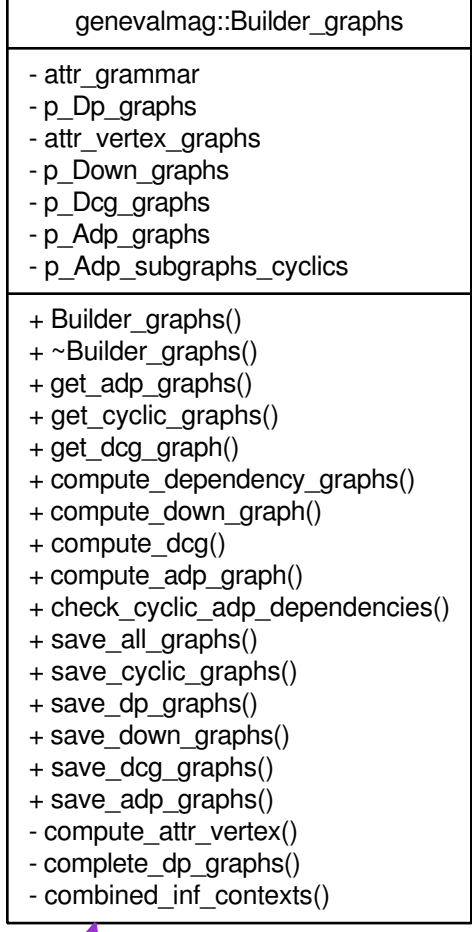 genevalmag::Builder_graphs
- attr_grammar
- p_Dp_graphs
- attr_vertex_graphs
- p_Down_graphs
- p_Dcg_graphs
- p_Adp_graphs
- p_Adp_subgraphs_cyclics
+ Builder_graphs()
+ ~Builder_graphs()
+ get_adp_graphs()
+ get_cyclic_graphs()
+ get_dcg_graph()
+ compute_dependency_graphs()
+ compute_down_graph()
+ compute_dcg()
+ compute_adp_graph()
+ check_cyclic_adp_dependencies()
+ save_all_graphs()
+ save_cyclic_graphs()
+ save_dp_graphs()
+ save_down_graphs()
+ save_dcg_graphs()
+ save_adp_graphs()
- compute_attr_vertex()
- complete_dp_graphs()
- combined_inf_contexts()